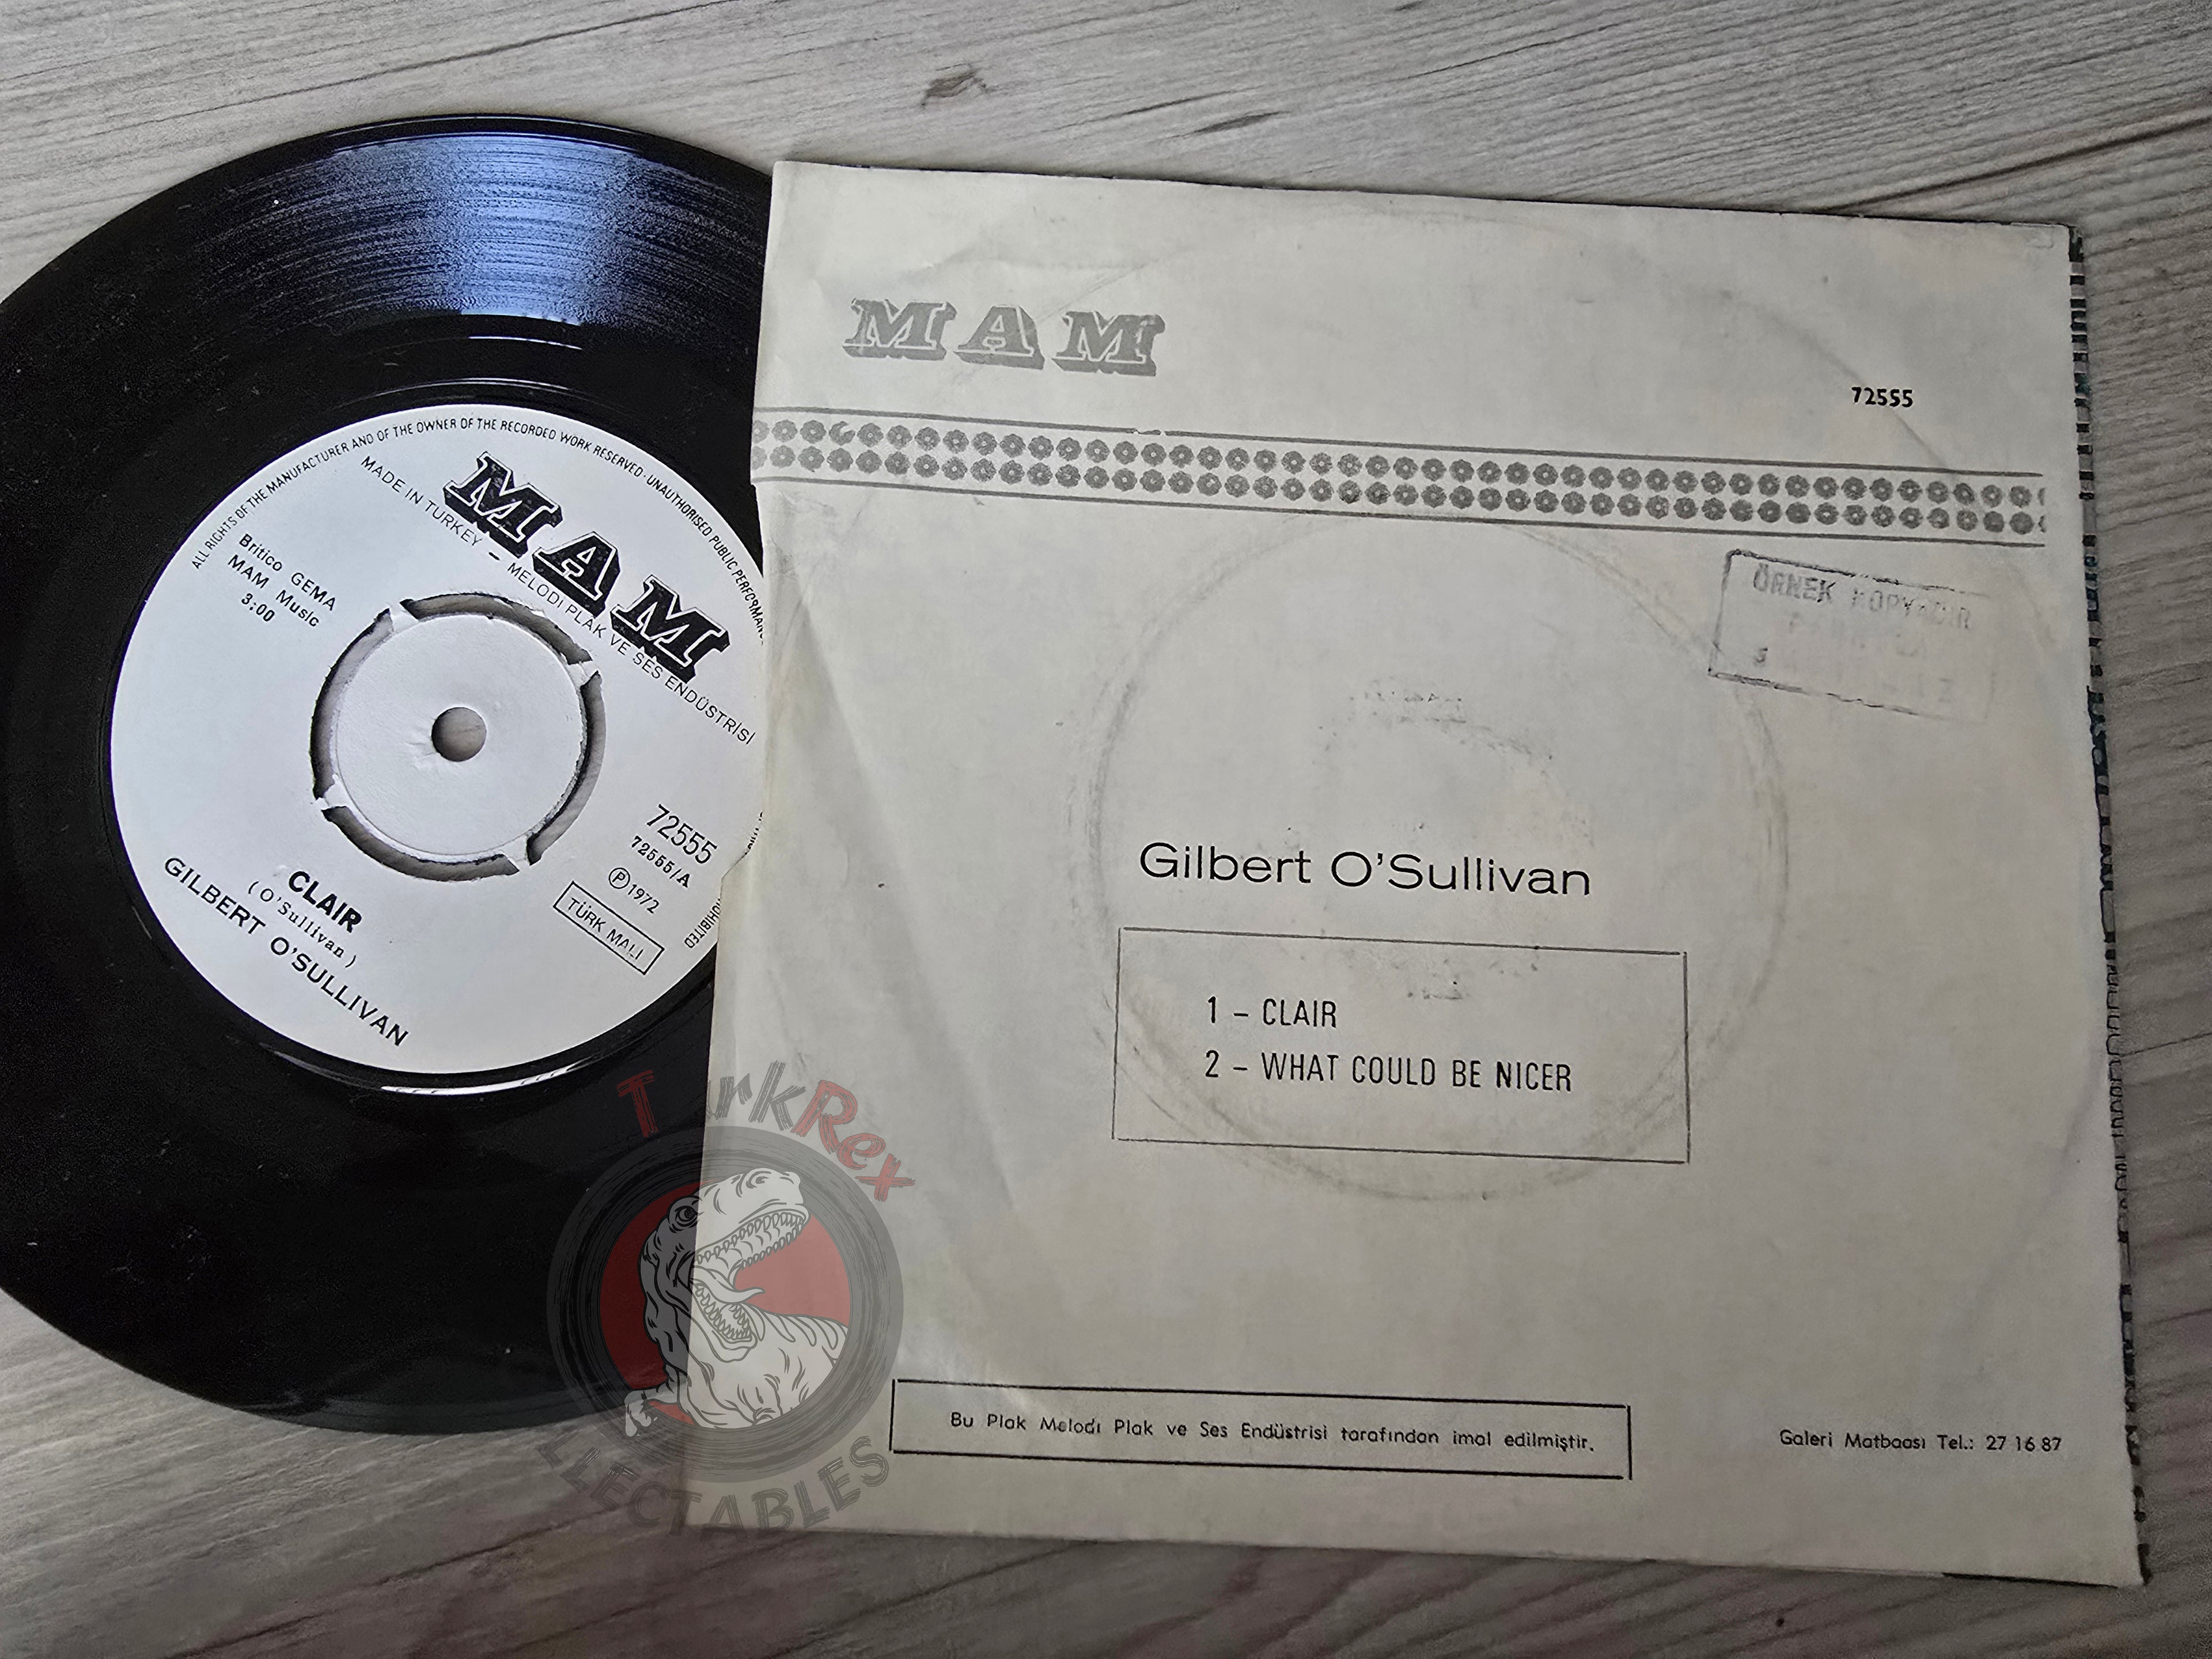 ALL RIGHTS OF THE MANUFACTURER AND OF THE OWNER OF THE RECORDED WORK RESERVED · UNAUTHORISED PUBLIC
MAM
MADE IN TURKEY – MELODI PLAK VE SES ENDÜSTRİSİ
Britico GEMA
MAM Music
3:00
72555
72555/A
Ⓟ1972
TÜRK MALI
CLAIR
(O'Sullivan)
GILBERT O'SULLIVAN
MAM
72555
ÖRNEK
Gilbert O'Sullivan
1 – CLAIR
2 – WHAT COULD BE NICER
Bu Plak Melodi Plak ve Ses Endüstrisi tarafından imal edilmiştir.
Galeri Matbaası Tel.: 27 16 87
TurkRex
LLECTABLES